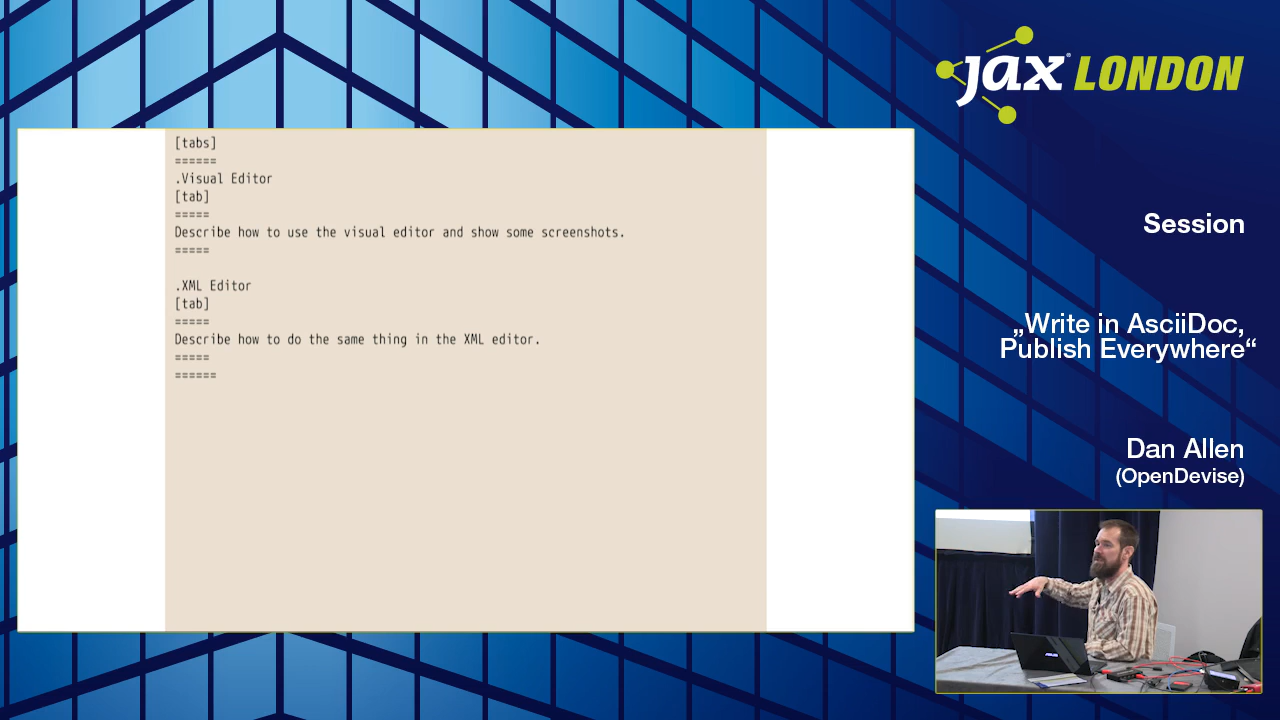 [tabs]
======
.Visual Editor
[tab]
=====
Describe how to use the visual editor and show some screenshots.
=====

.XML Editor
[tab]
=====
Describe how to do the same thing in the XML editor.
=====
======
jax® LONDON
Session
„Write in AsciiDoc,
Publish Everywhere“
Dan Allen
(OpenDevise)
ASUS